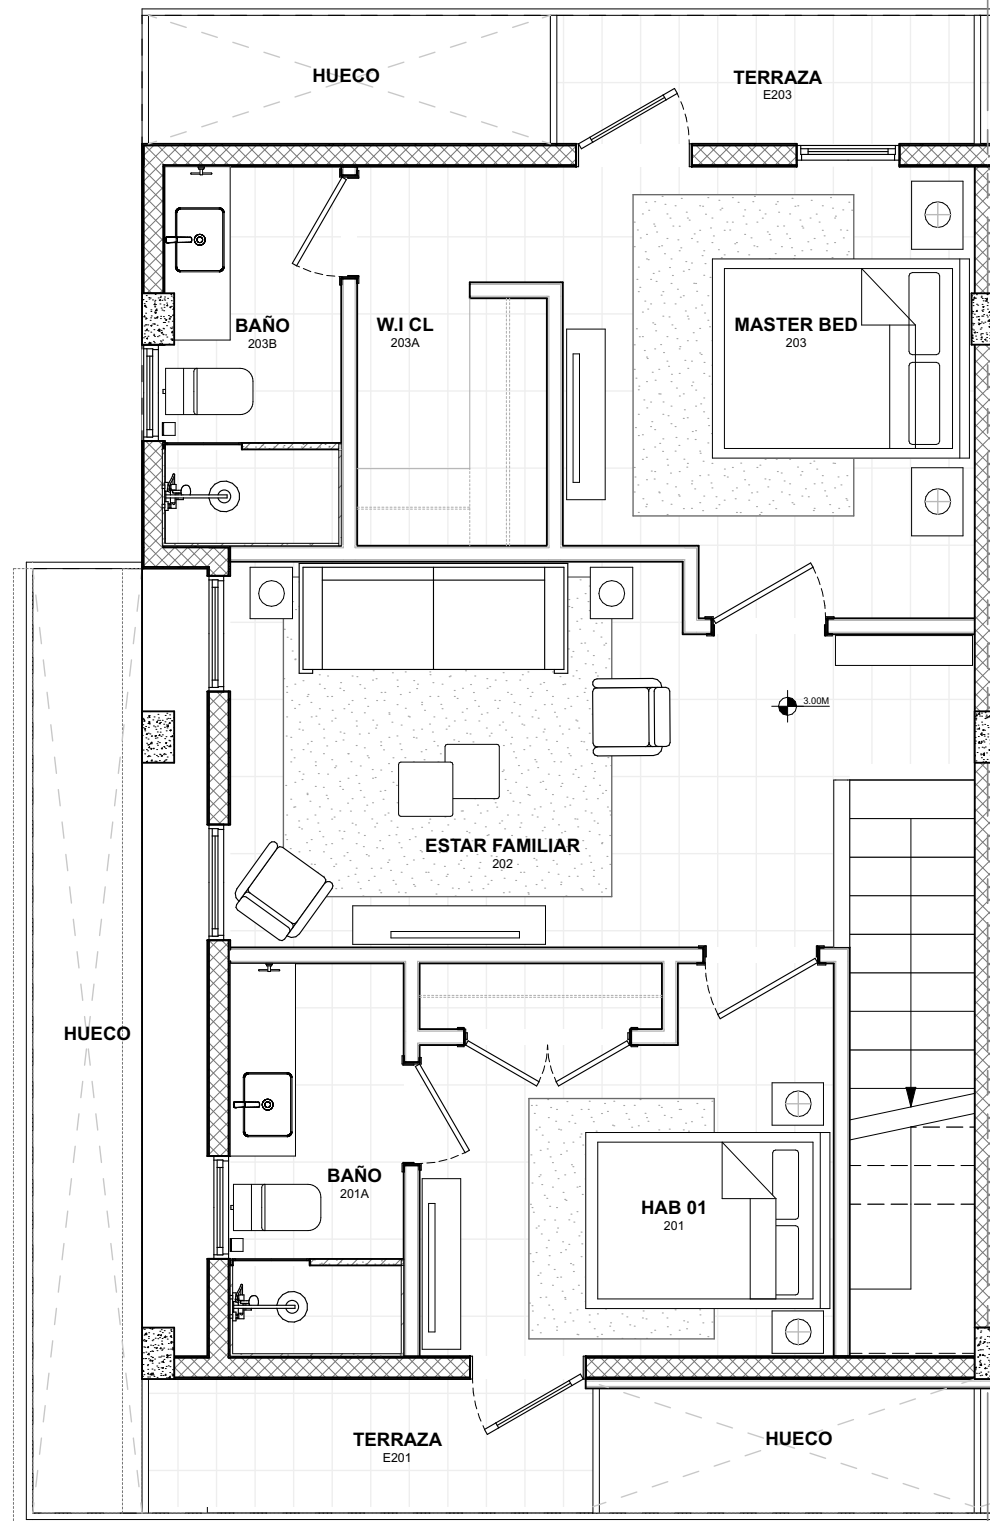 HUECO
TERRAZA
E203
BAÑO
203B
W.I CL
203A
MASTER BED
203
3.00M
ESTAR FAMILIAR
202
HUECO
BAÑO
201A
HAB 01
201
TERRAZA
E201
HUECO